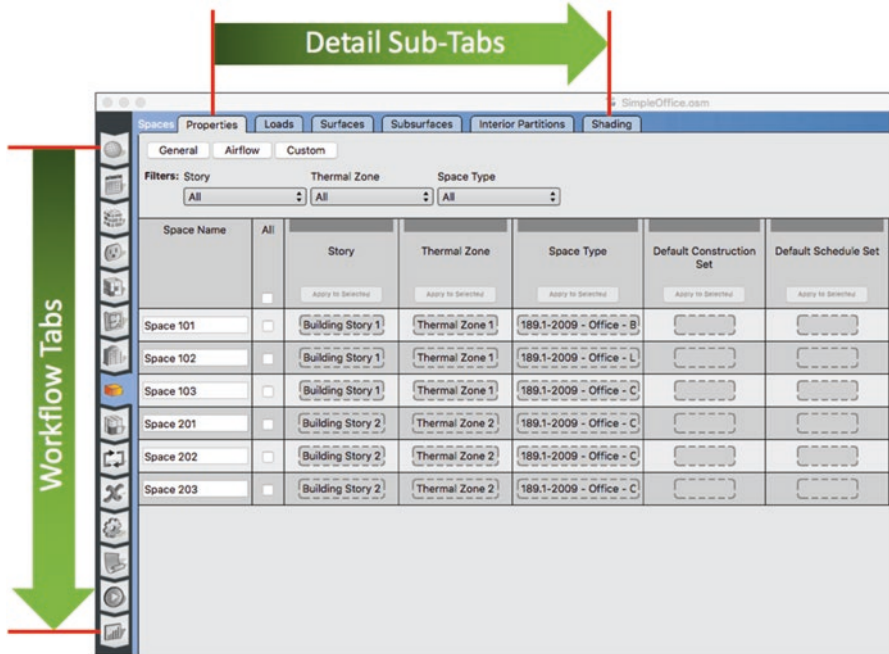 Detail Sub-Tabs
SimpleOffice.osm
Spaces Properties Loads Surfaces Subsurfaces Interior Partitions Shading
General Airflow Custom
Filters: Story Thermal Zone Space Type
All All All
Space Name All Story Thermal Zone Space Type Default Construction Set Default Schedule Set
Apply to Selected Apply to Selected Apply to Selected Apply to Selected Apply to Selected
Space 101 Building Story 1 Thermal Zone 1 189.1-2009 - Office - B
Space 102 Building Story 1 Thermal Zone 1 189.1-2009 - Office - L
Space 103 Building Story 1 Thermal Zone 1 189.1-2009 - Office - C
Space 201 Building Story 2 Thermal Zone 2 189.1-2009 - Office - C
Space 202 Building Story 2 Thermal Zone 2 189.1-2009 - Office - C
Space 203 Building Story 2 Thermal Zone 2 189.1-2009 - Office - C
Workflow Tabs